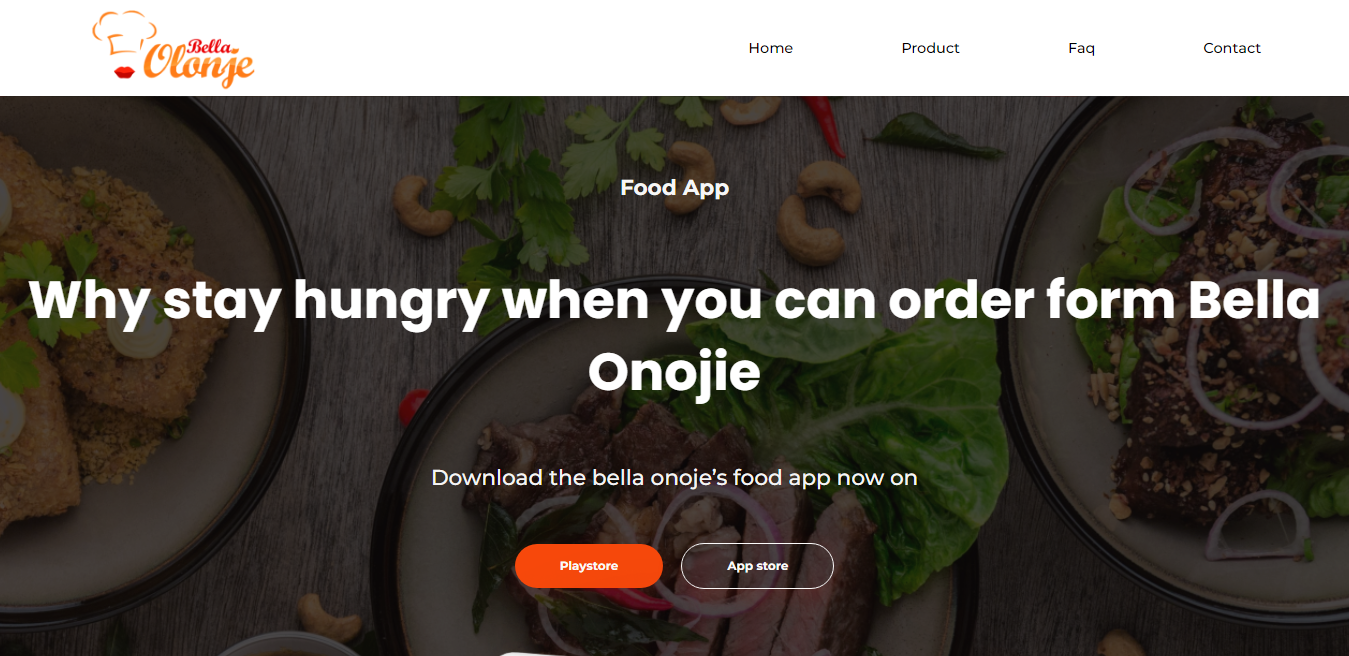 Bella
Olonje
Home Product Faq Contact
Food App
Why stay hungry when you can order form Bella
Onojie
Download the bella onoje's food app now on
Playstore App store